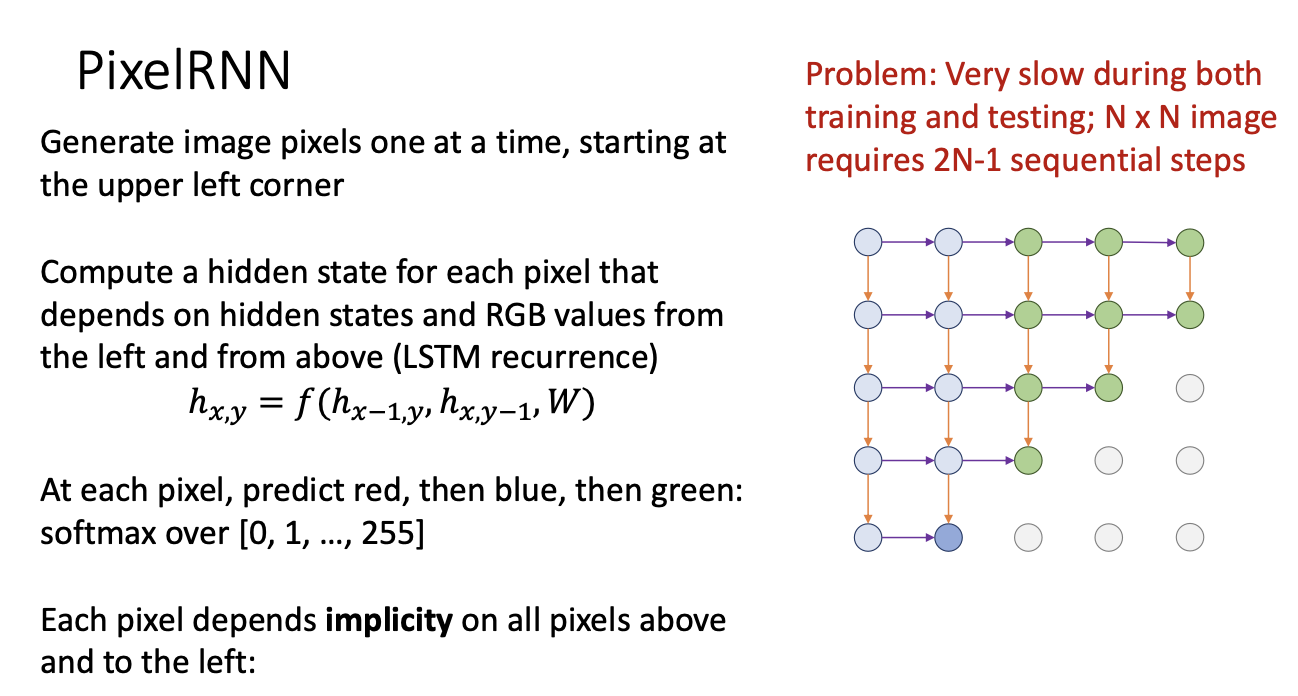 PixelRNN
Generate image pixels one at a time, starting at
the upper left corner
Compute a hidden state for each pixel that
depends on hidden states and RGB values from
the left and from above (LSTM recurrence)
h_{x,y} = f(h_{x−1,y}, h_{x,y−1}, W)
At each pixel, predict red, then blue, then green:
softmax over [0, 1, …, 255]
Each pixel depends implicity on all pixels above
and to the left:
Problem: Very slow during both
training and testing; N x N image
requires 2N-1 sequential steps